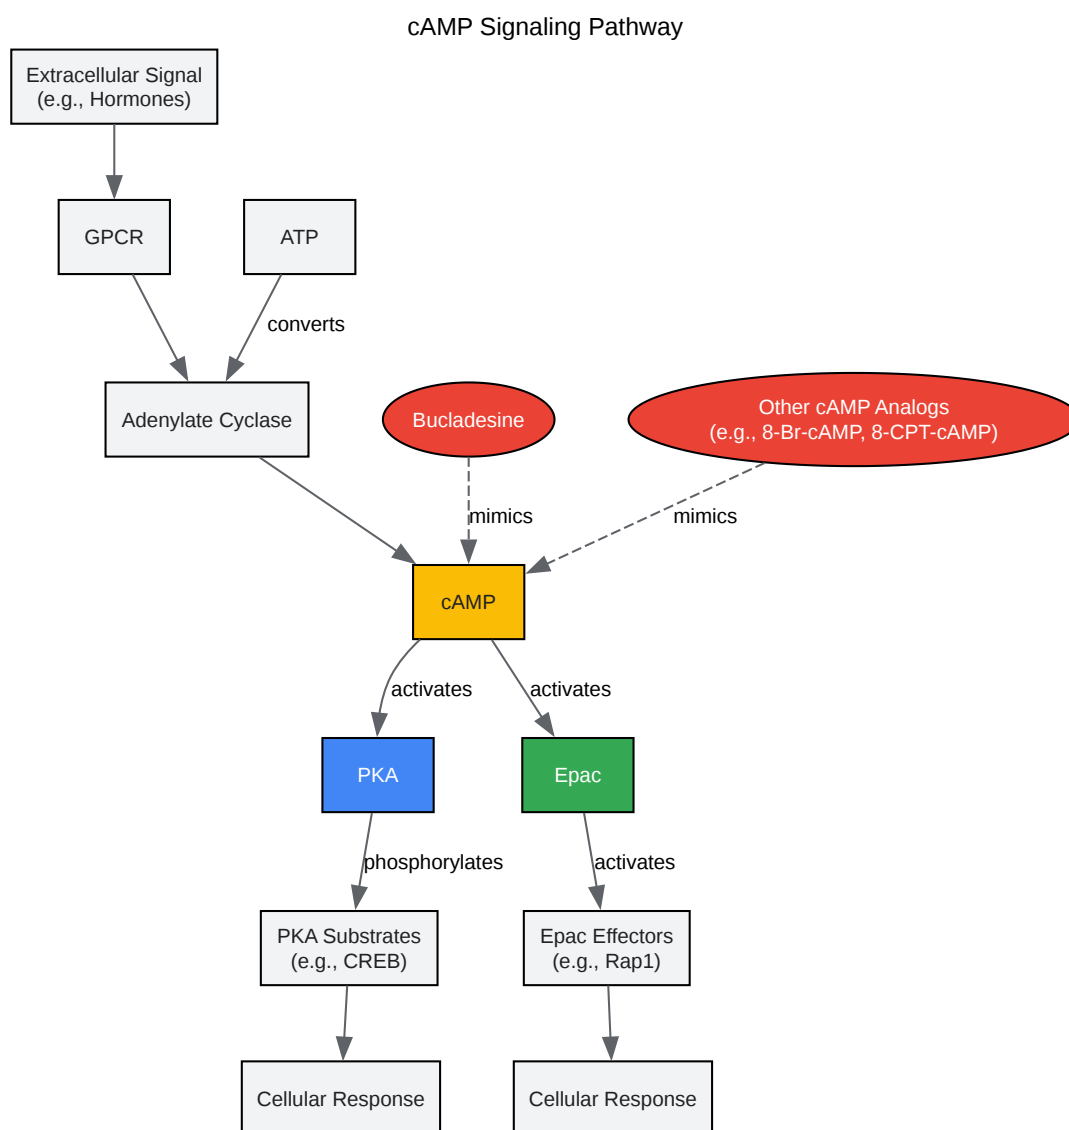 cAMP Signaling Pathway
Extracellular Signal
(e.g., Hormones)
GPCR
ATP
converts
Adenylate Cyclase
Bucladesine
Other cAMP Analogs
(e.g., 8-Br-cAMP, 8-CPT-cAMP)
mimics
mimics
cAMP
activates
activates
PKA
Epac
phosphorylates
activates
PKA Substrates
(e.g., CREB)
Epac Effectors
(e.g., Rap1)
Cellular Response
Cellular Response